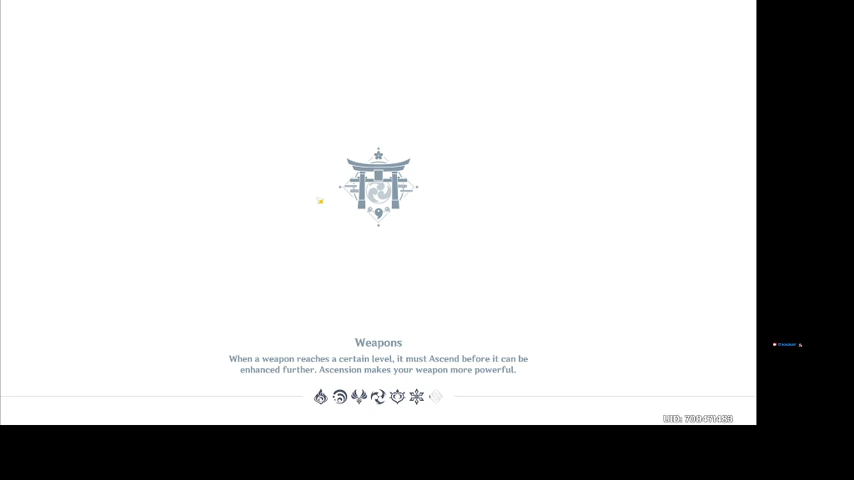 Weapons
When a weapon reaches a certain level, it must Ascend before it can be
enhanced further. Ascension makes your weapon more powerful.